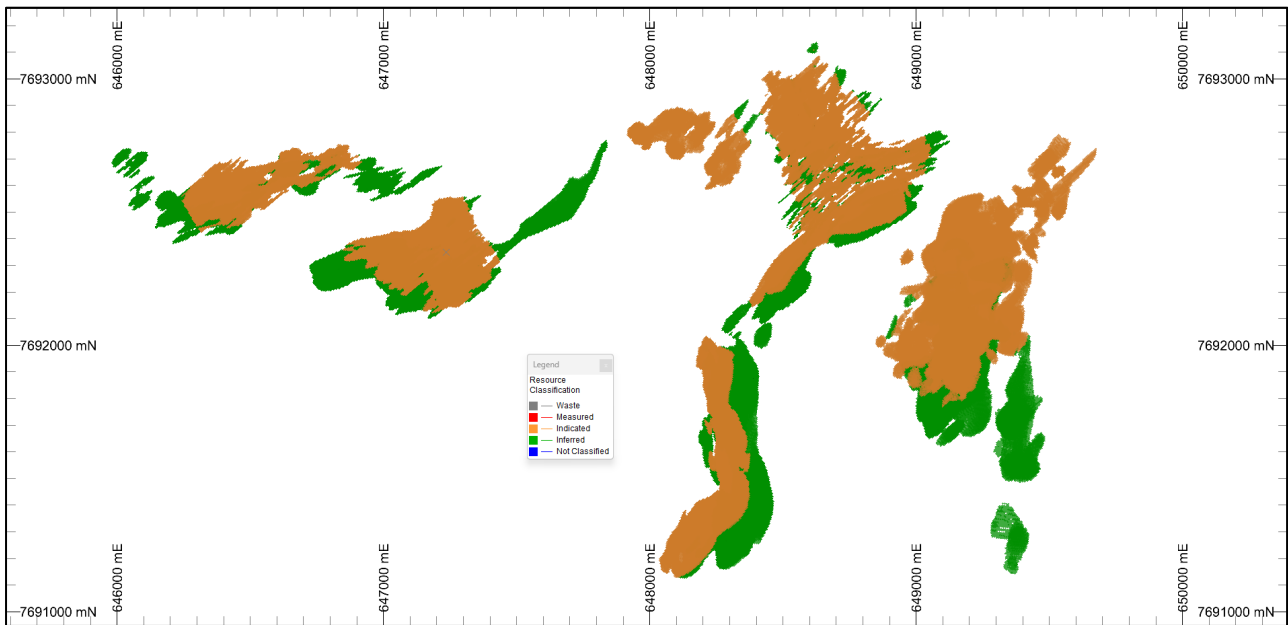 646000 mE
647000 mE
648000 mE
649000 mE
650000 mE
7693000 mN
7693000 mN
7692000 mN
7692000 mN
Legend
Resource
Classification
Waste
Measured
Indicated
Inferred
Not Classified
646000 mE
647000 mE
648000 mE
649000 mE
650000 mE
7691000 mN
7691000 mN